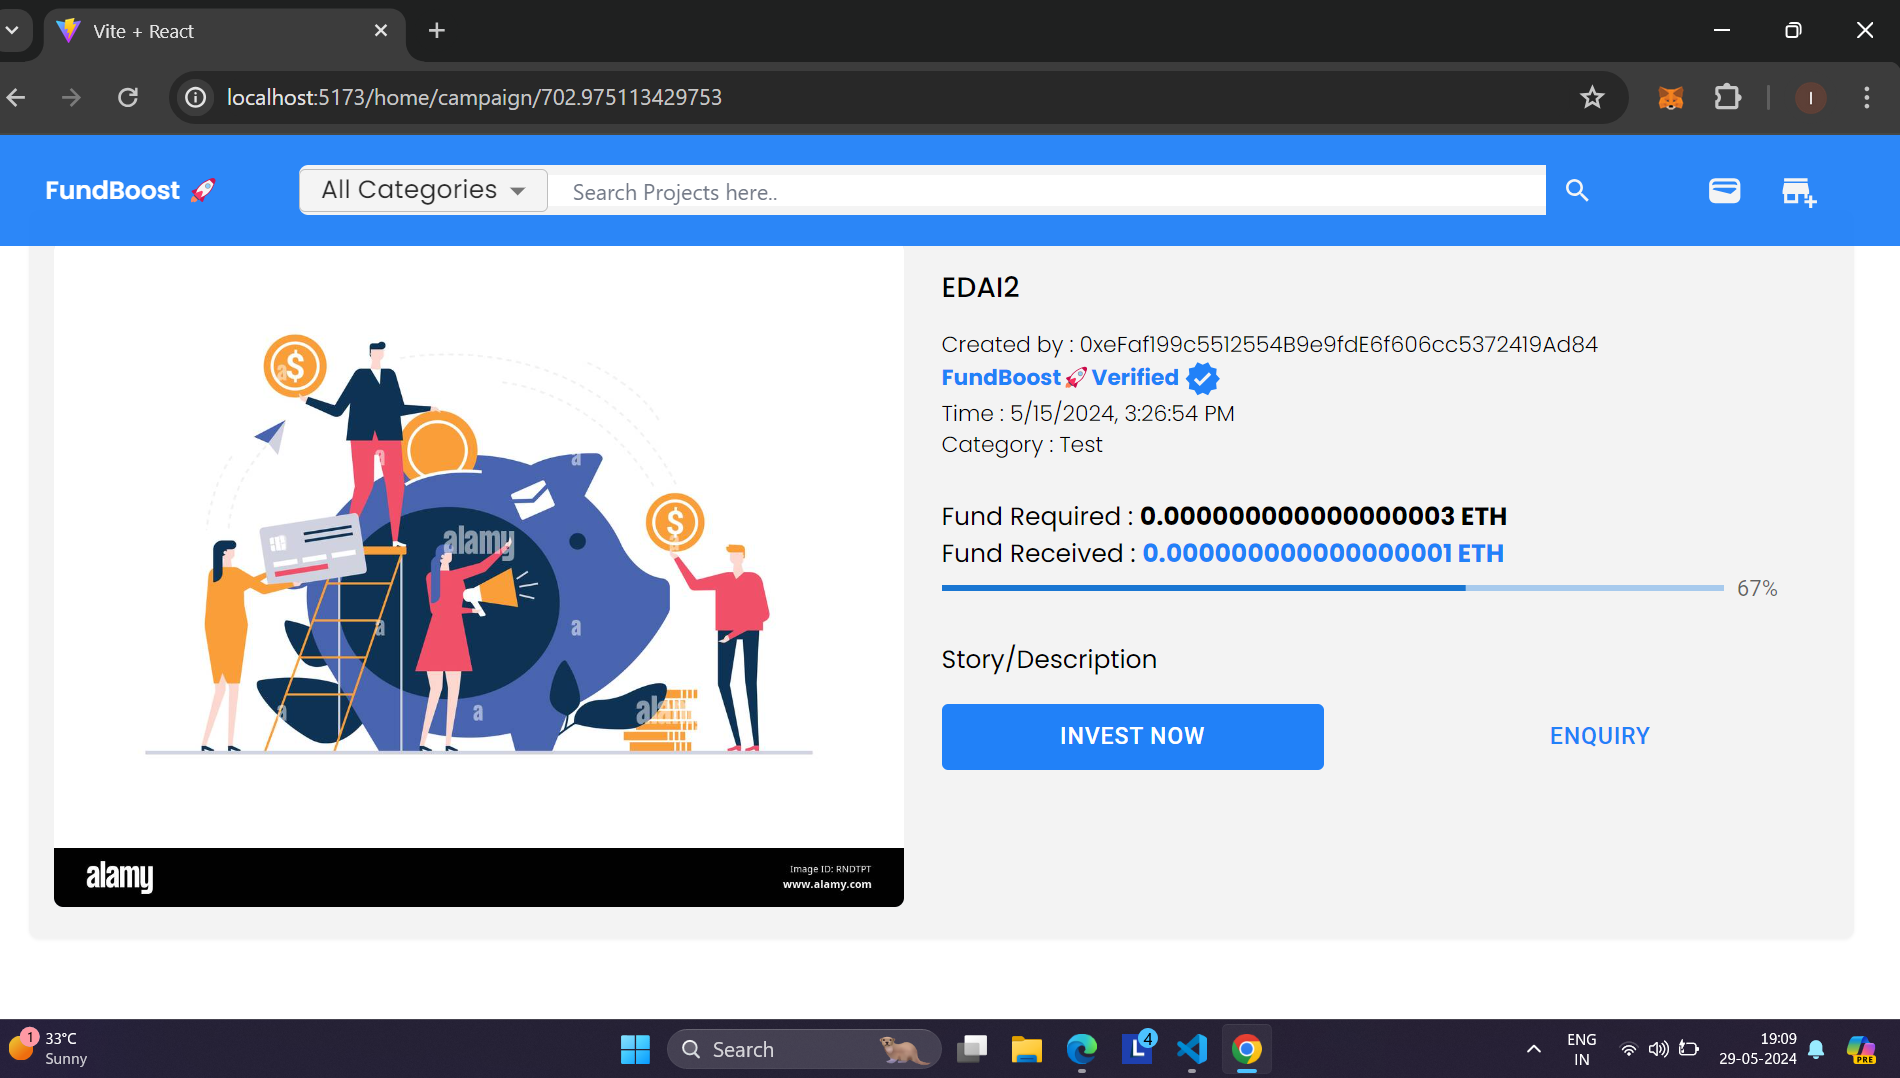 Vite + React
localhost:5173/home/campaign/702.975113429753
I
FundBoost 🚀
All Categories
Search Projects here..
EDAI2
Created by : 0xeFaf199c5512554B9e9fdE6f606cc5372419Ad84
FundBoost🚀Verified
Time : 5/15/2024, 3:26:54 PM
Category : Test
Fund Required : 0.000000000000000003 ETH
Fund Received : 0.000000000000000001 ETH
67%
Story/Description
INVEST NOW
ENQUIRY
$
a
$
a
a
alamy
a
a
a
a
alamy
alamy
Image ID: RNDTPT
www.alamy.com
1
33°C
Sunny
Search
L
4
ENG
IN
19:09
29-05-2024
PRE